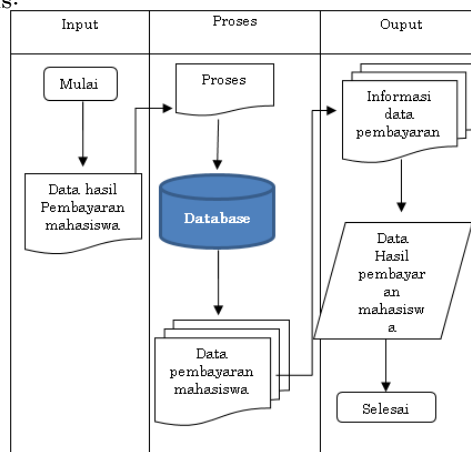 is.
Input
Proses
Ouput
Mulai
Data hasil
Pembayaran
mahasiswa
Proses
Database
Data
pembayaran
mahasiswa
Informasi
data
pembayaran
Data
Hasil
pembayar
an
mahasisw
a
Selesai